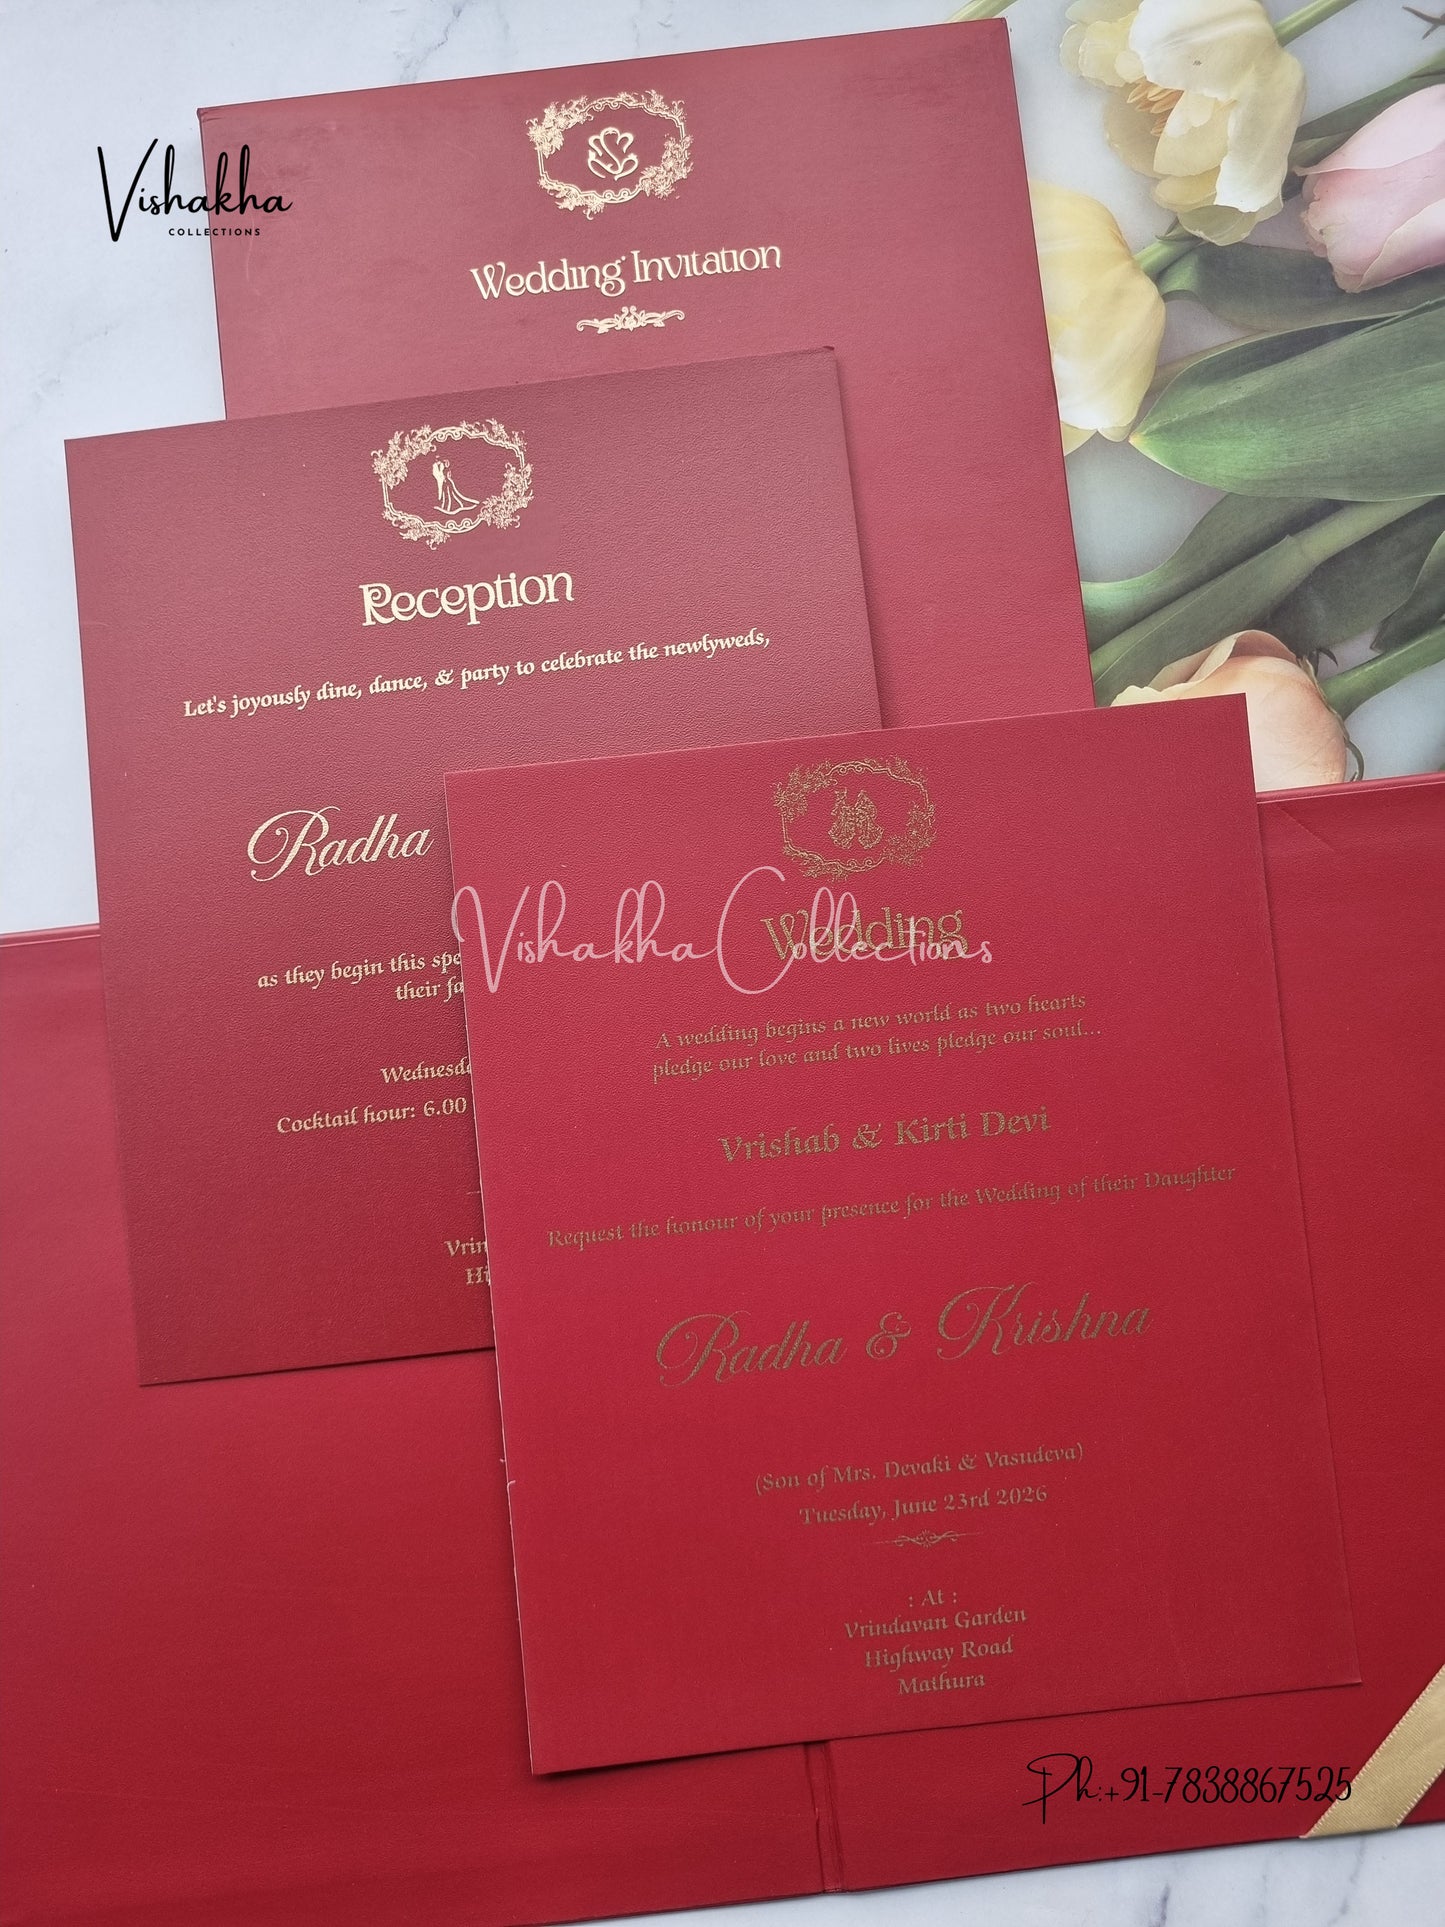 Vishakha
COLLECTIONS
Wedding Invitation
Reception
Let's joyously dine, dance, & party to celebrate the newlyweds,
Radha
as they begin this
their
Cocktail hour: 6.00
Vishakha Collections
Wedding
A wedding begins a new world as two hearts
pledge our love and two lives pledge our soul...
Vrishab & Kirti Devi
Request the honour of your presence for the Wedding of their Daughter
Radha & Krishna
(Son of Mrs. Devaki & Vasudeva)
Tuesday, June 23rd 2026
: At :
Vrindavan Garden
Highway Road
Mathura
Ph:+91-7838867525